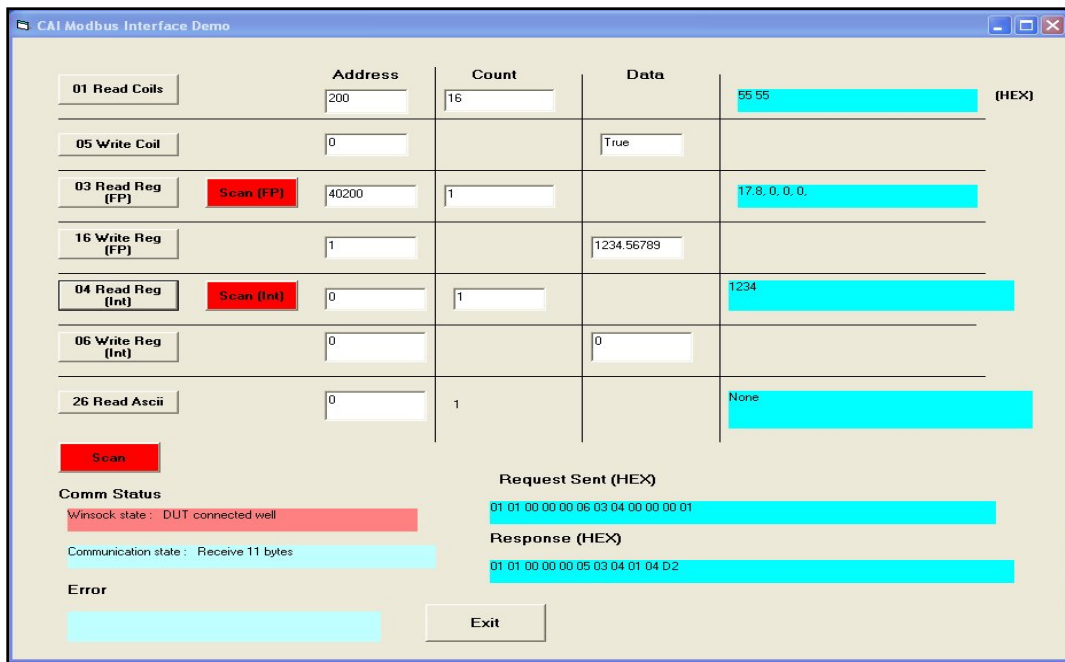 CAI Modbus Interface Demo
Address Count Data
01 Read Coils 200 16 55 55 (HEX)
05 Write Coil 0 True
03 Read Reg
(FP) Scan (FP) 40200 1 17.8, 0, 0, 0,
16 Write Reg
(FP) 1 1234.56789
04 Read Reg
(Int) Scan (Int) 0 1 1234
06 Write Reg
(Int) 0 0
26 Read Ascii 0 1 None
Scan
Request Sent (HEX)
Comm Status
Winsock state : DUT connected well
01 01 00 00 00 06 03 04 00 00 00 01
Response (HEX)
Communication state : Receive 11 bytes
01 01 00 00 00 05 03 04 01 04 D2
Error
Exit